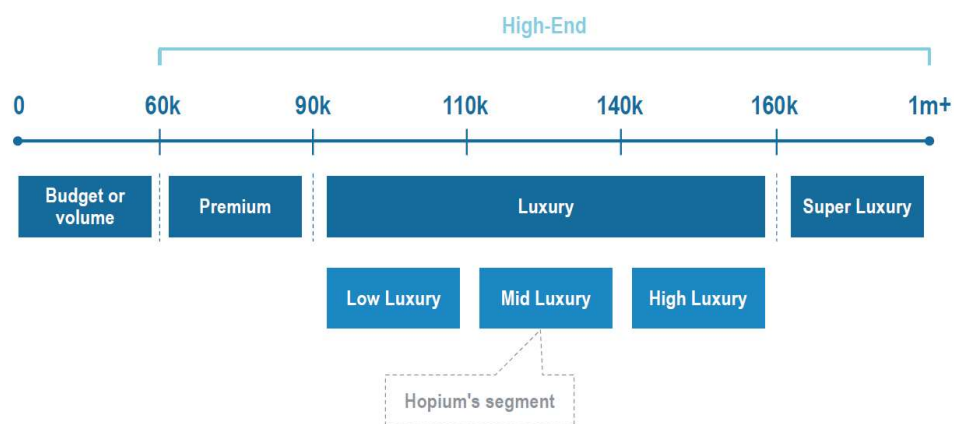 High-End
0 60k 90k 110k 140k 160k 1m+
Budget or
volume
Premium
Luxury
Super Luxury
Low Luxury
Mid Luxury
High Luxury
Hopium's segment